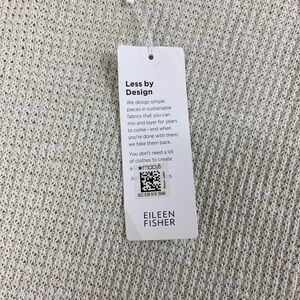 Less by
Design
We design simple
pieces in sustainable
fabrics that you can
mix and layer for years
to come—and when
you're done with them,
we take them back.
You don't need a lot
of clothes to create
a
★macy's
EILEEN
FISHER